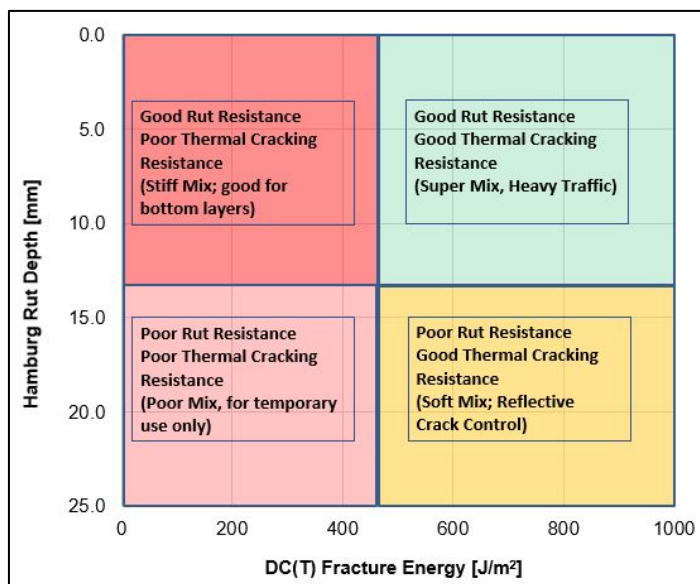 0.0
5.0
10.0
15.0
20.0
25.0
Hamburg Rut Depth [mm]
Good Rut Resistance
Poor Thermal Cracking
Resistance
(Stiff Mix; good for
bottom layers)
Good Rut Resistance
Good Thermal Cracking
Resistance
(Super Mix, Heavy Traffic)
Poor Rut Resistance
Poor Thermal Cracking
Resistance
(Poor Mix, for temporary
use only)
Poor Rut Resistance
Good Thermal Cracking
Resistance
(Soft Mix; Reflective
Crack Control)
0 200 400 600 800 1000
DC(T) Fracture Energy [J/m²]